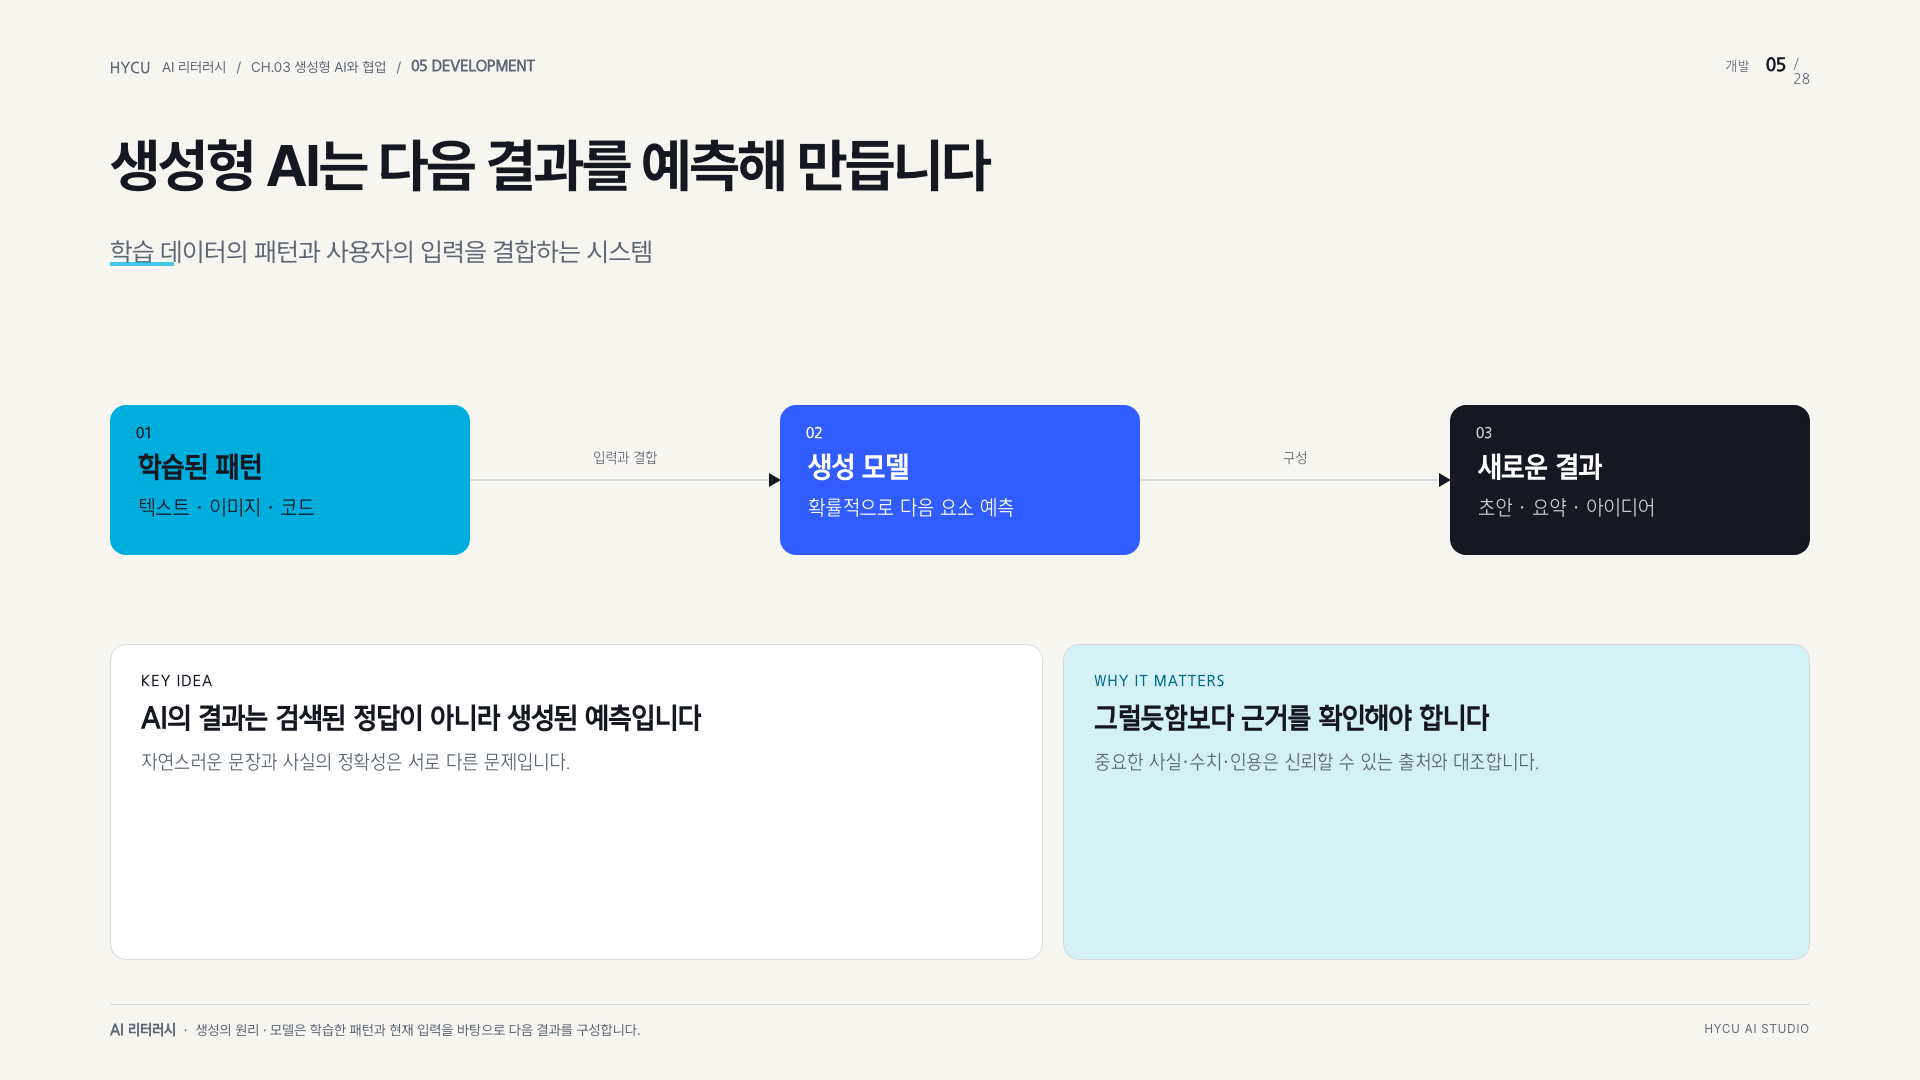 HYCU AI 리터러시 / CH.03 생성형 AI와 협업 / 05 DEVELOPMENT
개발 05 / 28
생성형 AI는 다음 결과를 예측해 만듭니다
학습 데이터의 패턴과 사용자의 입력을 결합하는 시스템
01
학습된 패턴
텍스트 · 이미지 · 코드
입력과 결합
02
생성 모델
확률적으로 다음 요소 예측
구성
03
새로운 결과
초안 · 요약 · 아이디어
KEY IDEA
AI의 결과는 검색된 정답이 아니라 생성된 예측입니다
자연스러운 문장과 사실의 정확성은 서로 다른 문제입니다.
WHY IT MATTERS
그럴듯함보다 근거를 확인해야 합니다
중요한 사실·수치·인용은 신뢰할 수 있는 출처와 대조합니다.
AI 리터러시 · 생성의 원리 · 모델은 학습한 패턴과 현재 입력을 바탕으로 다음 결과를 구성합니다.
HYCU AI STUDIO